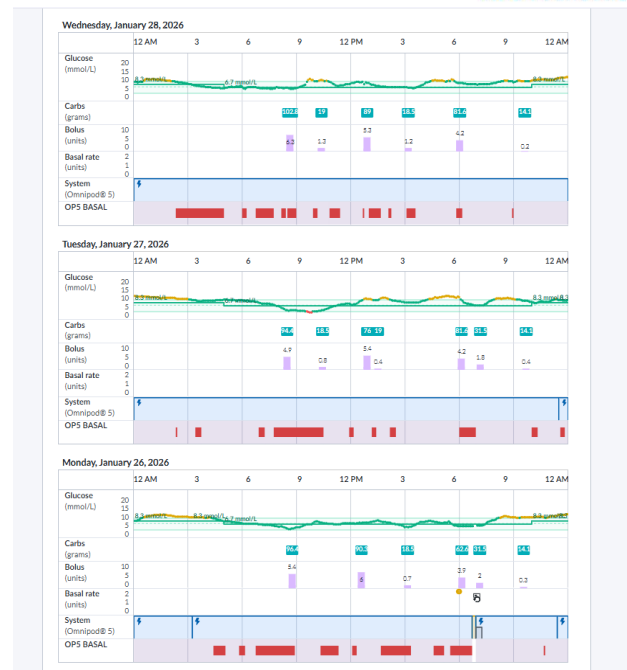 Wednesday, January 28, 2026
12 AM 3 6 9 12 PM 3 6 9 12 AM
Glucose
(mmol/L)
20
15
10
5
0
8.3 mmol/L 6.7 mmol/L 8.3 mmol/L
Carbs
(grams)
102.8 19 89 18.5 81.6 14.1
Bolus
(units)
10
5
0
6.3 1.3 5.3 1.2 4.2 0.2
Basal rate
(units)
2
1
0
System
(Omnipod® 5)
OP5 BASAL
Tuesday, January 27, 2026
12 AM 3 6 9 12 PM 3 6 9 12 AM
Glucose
(mmol/L)
20
15
10
5
0
8.3 mmol/L 6.7 mmol/L 8.3 mmol/L 8.3
Carbs
(grams)
94.4 18.5 76 19 81.6 31.5 14.1
Bolus
(units)
10
5
0
4.9 0.8 5.4 0.4 4.2 1.8 0.4
Basal rate
(units)
2
1
0
System
(Omnipod® 5)
OP5 BASAL
Monday, January 26, 2026
12 AM 3 6 9 12 PM 3 6 9 12 AM
Glucose
(mmol/L)
20
15
10
5
0
8.3 mmol/L 8.3 mmol/L 6.7 mmol/L 8.3 mmol/L
Carbs
(grams)
96.4 90.3 18.5 62.6 31.5 14.1
Bolus
(units)
10
5
0
5.4 6 0.7 3.9 2 0.3
Basal rate
(units)
2
1
0
System
(Omnipod® 5)
OP5 BASAL